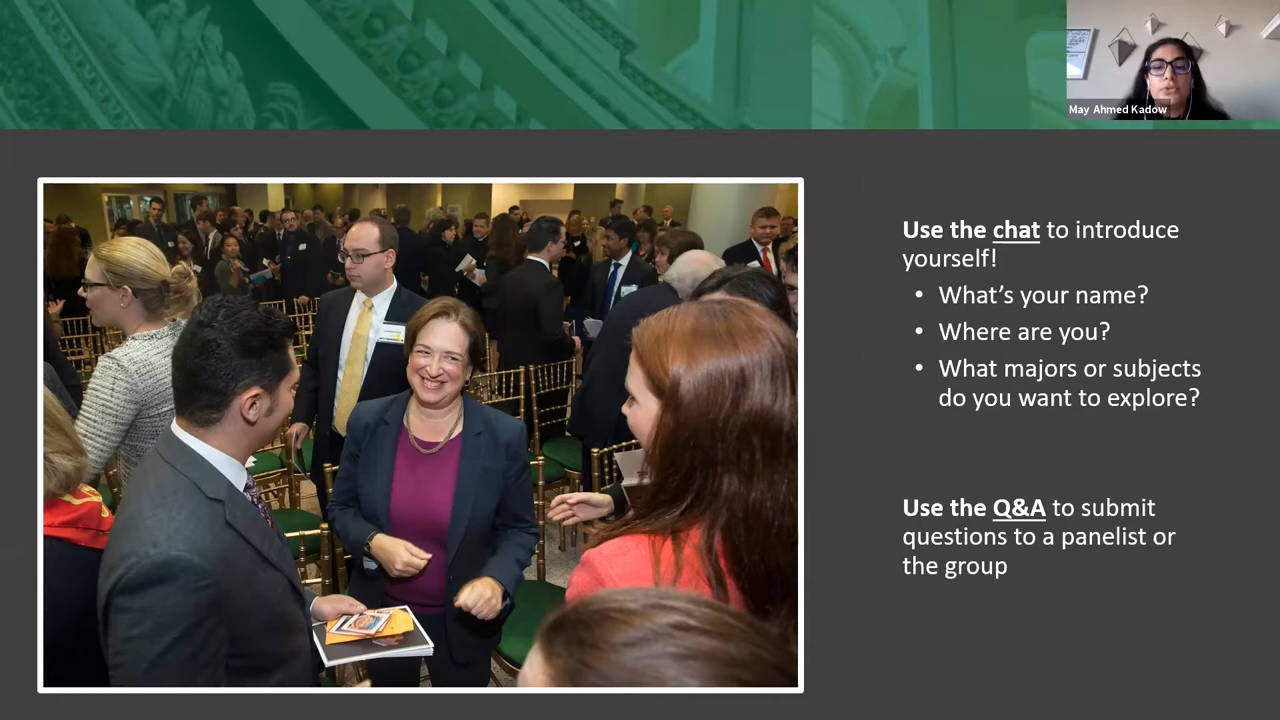 May Ahmed Kadow
Use the chat to introduce
yourself!
• What's your name?
• Where are you?
• What majors or subjects
do you want to explore?
Use the Q&A to submit
questions to a panelist or
the group